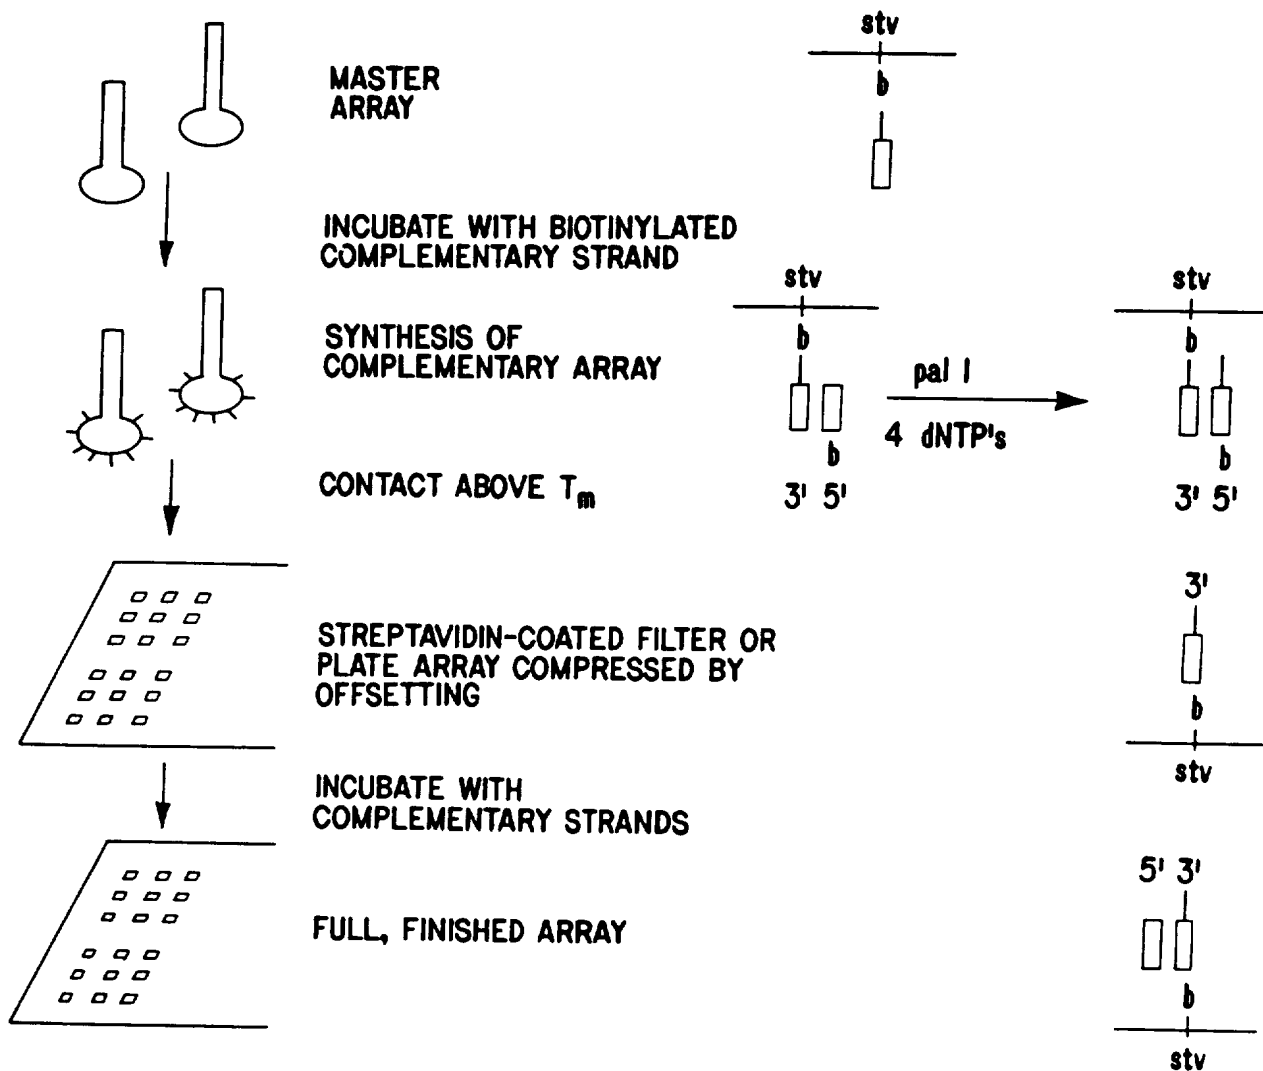 stv
MASTER
ARRAY
b
INCUBATE WITH BIOTINYLATED
COMPLEMENTARY STRAND
stv
stv
SYNTHESIS OF
COMPLEMENTARY ARRAY
b
b
pal I
4 dNTP's
b
b
CONTACT ABOVE Tm
3' 5'
3' 5'
3'
STREPTAVIDIN-COATED FILTER OR
PLATE ARRAY COMPRESSED BY
OFFSETTING
b
stv
INCUBATE WITH
COMPLEMENTARY STRANDS
5' 3'
FULL, FINISHED ARRAY
b
stv